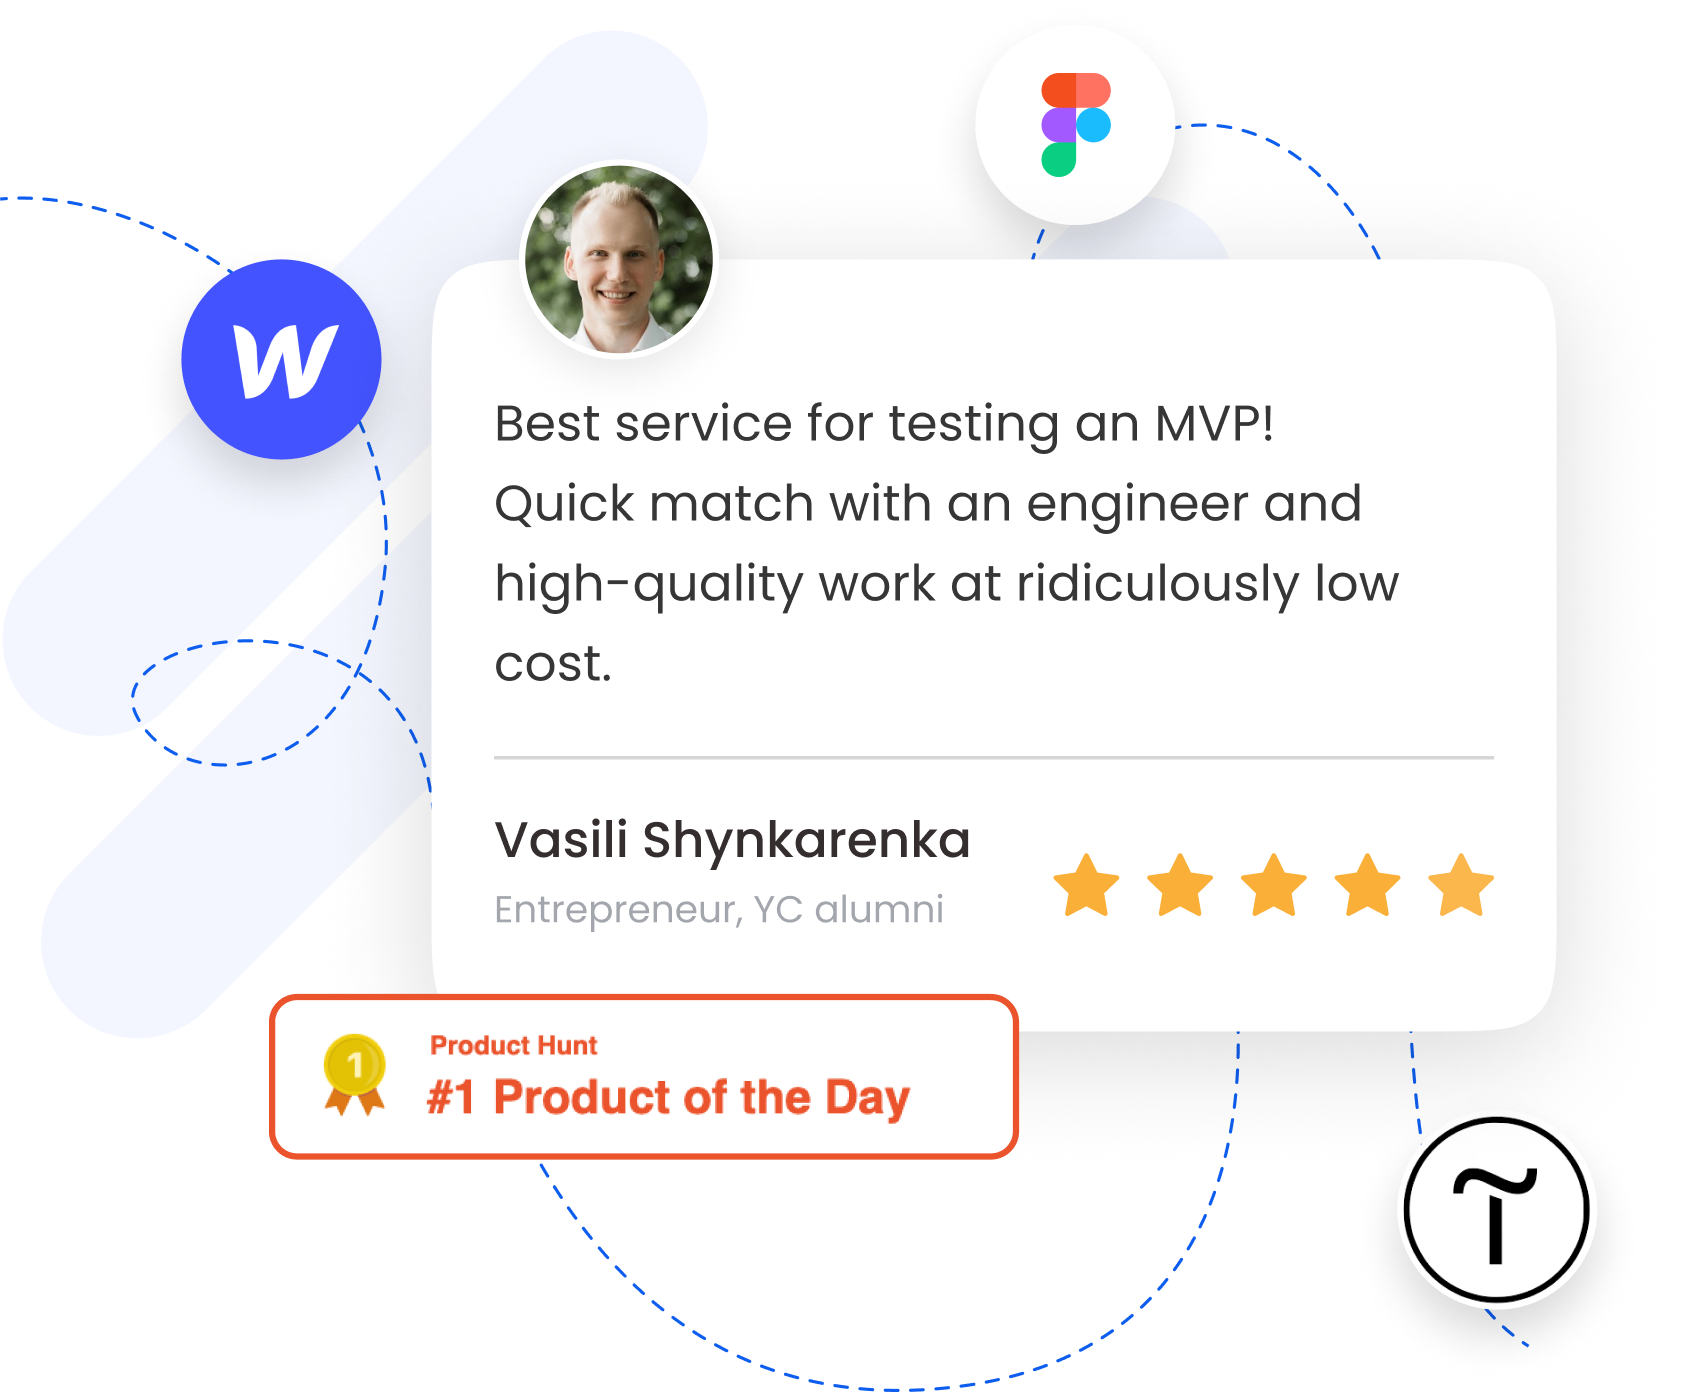 W
Best service for testing an MVP!
Quick match with an engineer and
high-quality work at ridiculously low
cost.
Vasili Shynkarenka
Entrepreneur, YC alumni
1
Product Hunt
#1 Product of the Day